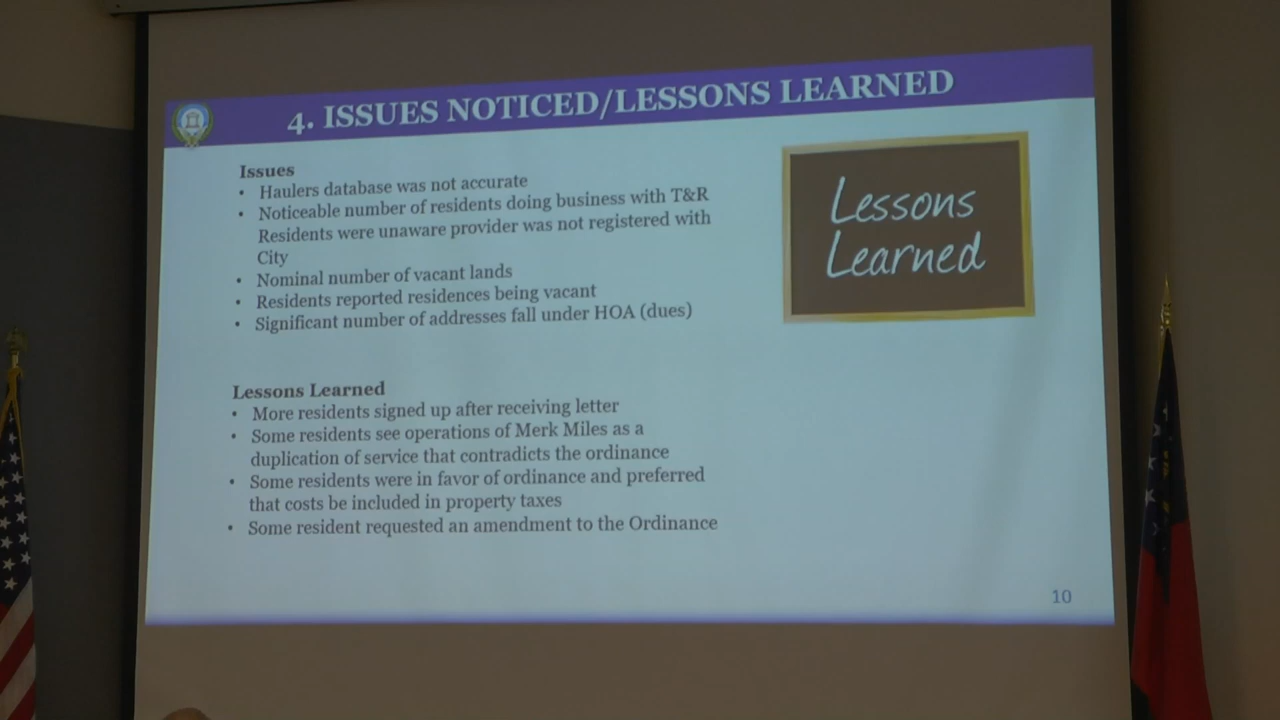 4. ISSUES NOTICED/LESSONS LEARNED
Issues
• Haulers database was not accurate
• Noticeable number of residents doing business with T&R
Residents were unaware provider was not registered with
City
• Nominal number of vacant lands
• Residents reported residences being vacant
• Significant number of addresses fall under HOA (dues)
Lessons
Learned
Lessons Learned
• More residents signed up after receiving letter
• Some residents see operations of Merk Miles as a
duplication of service that contradicts the ordinance
• Some residents were in favor of ordinance and preferred
that costs be included in property taxes
• Some resident requested an amendment to the Ordinance
10